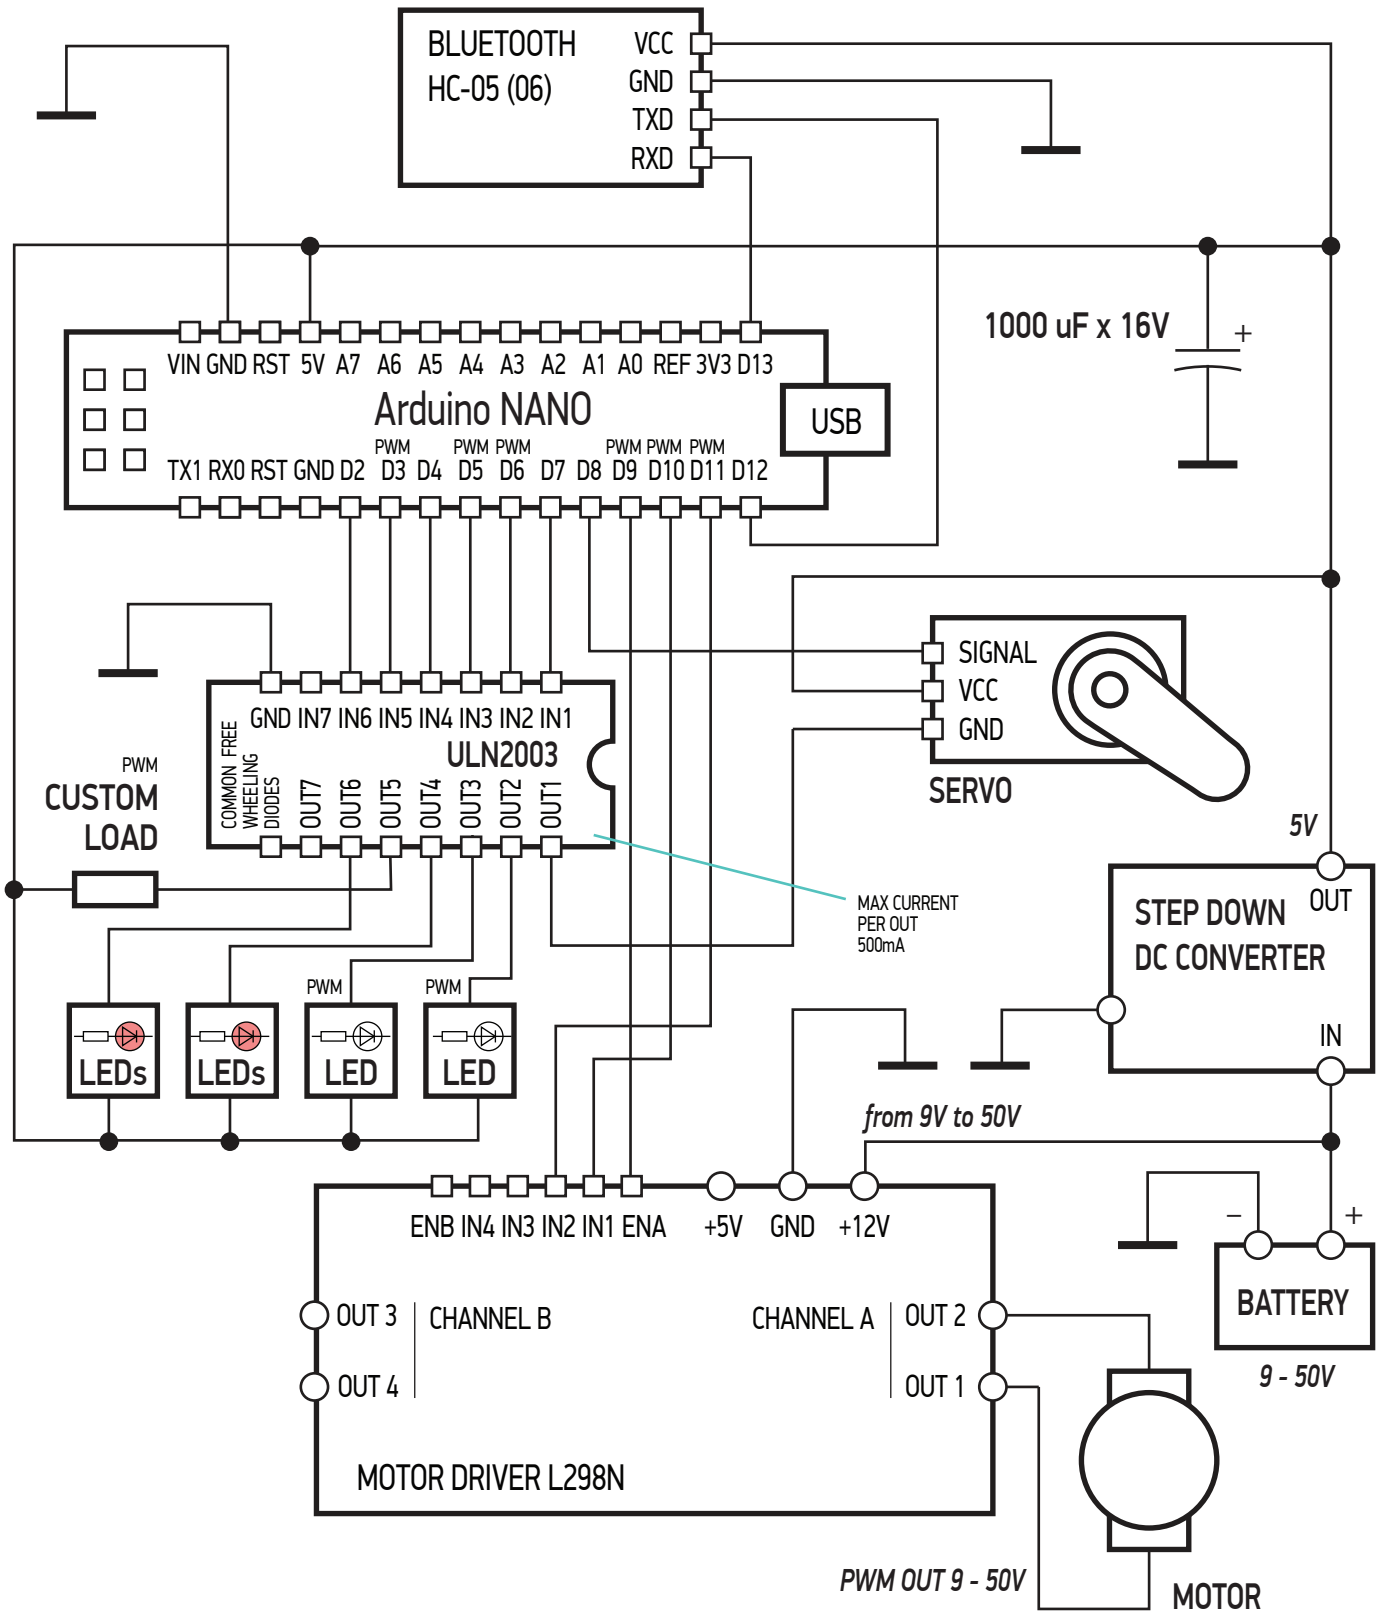 BLUETOOTH
HC-05 (06)
VCC
GND
TXD
RXD
1000 uF x 16V
+
VIN GND RST 5V A7 A6 A5 A4 A3 A2 A1 A0 REF 3V3 D13
Arduino NANO
USB
PWM PWM PWM PWM PWM PWM
TX1 RX0 RST GND D2 D3 D4 D5 D6 D7 D8 D9 D10 D11 D12
SIGNAL
VCC
GND
SERVO
GND IN7 IN6 IN5 IN4 IN3 IN2 IN1
ULN2003
COMMON FREE
WHEELING
DIODES
OUT7
OUT6
OUT5
OUT4
OUT3
OUT2
OUT1
PWM
CUSTOM
LOAD
MAX CURRENT
PER OUT
500mA
5V
OUT
STEP DOWN
DC CONVERTER
IN
PWM
PWM
LEDs
LEDs
LED
LED
from 9V to 50V
ENB IN4 IN3 IN2 IN1 ENA +5V GND +12V
− +
BATTERY
9 - 50V
OUT 3
CHANNEL B
OUT 4
CHANNEL A
OUT 2
OUT 1
MOTOR DRIVER L298N
PWM OUT 9 - 50V
MOTOR